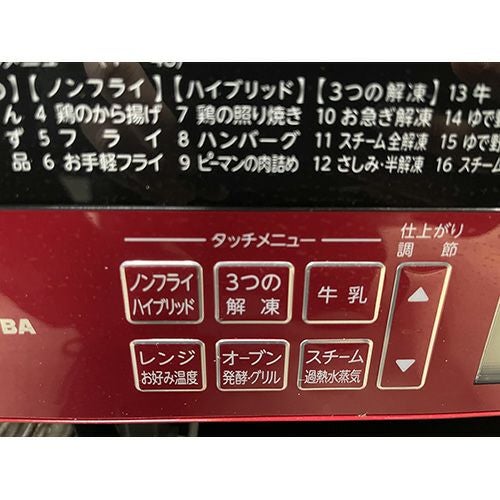 【ノンフライ】【ハイブリッド】【3つの解凍】13 牛
ん 4 鶏のから揚げ 7 鶏の照り焼き 10 お急ぎ解凍 14 ゆで野
ず 5 フライ 8 ハンバーグ 11 スチーム全解凍 15 ゆで野
品 6 お手軽フライ 9 ピーマンの肉詰め 12 さしみ・半解凍 16 スチーム
タッチメニュー
仕上がり
調節
ノンフライ
ハイブリッド
3つの
解凍
牛乳
▲
BA
レンジ
お好み温度
オーブン
発酵・グリル
スチーム
過熱水蒸気
▼